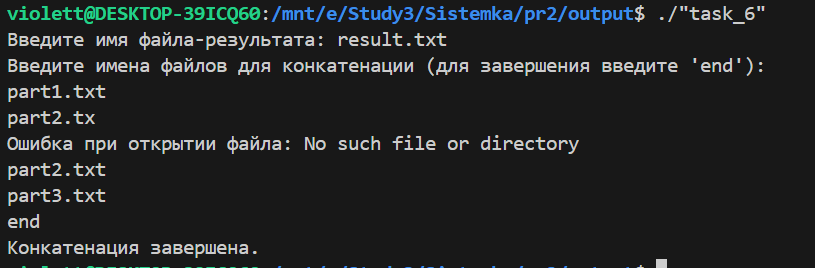 violett@DESKTOP-39ICQ60:/mnt/e/Study3/Sistemka/pr2/output$ ./"task_6"
Введите имя файла-результата: result.txt
Введите имена файлов для конкатенации (для завершения введите 'end'):
part1.txt
part2.tx
Ошибка при открытии файла: No such file or directory
part2.txt
part3.txt
end
Конкатенация завершена.